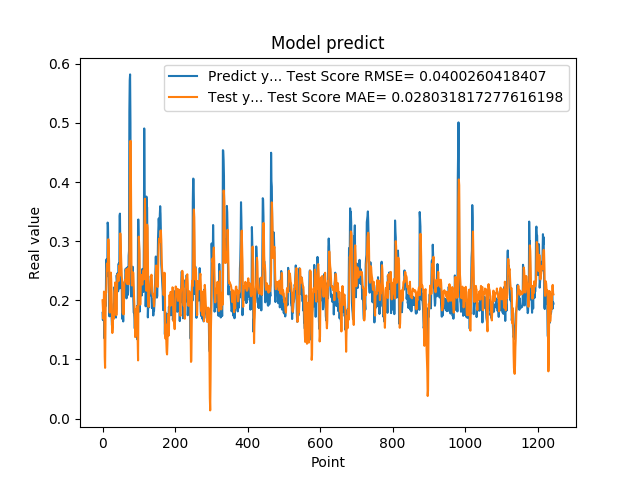 Model predict
Predict y... Test Score RMSE= 0.0400260418407
Test y... Test Score MAE= 0.028031817277616198
0.6
0.5
0.4
0.3
0.2
0.1
0.0
Real value
0 200 400 600 800 1000 1200
Point